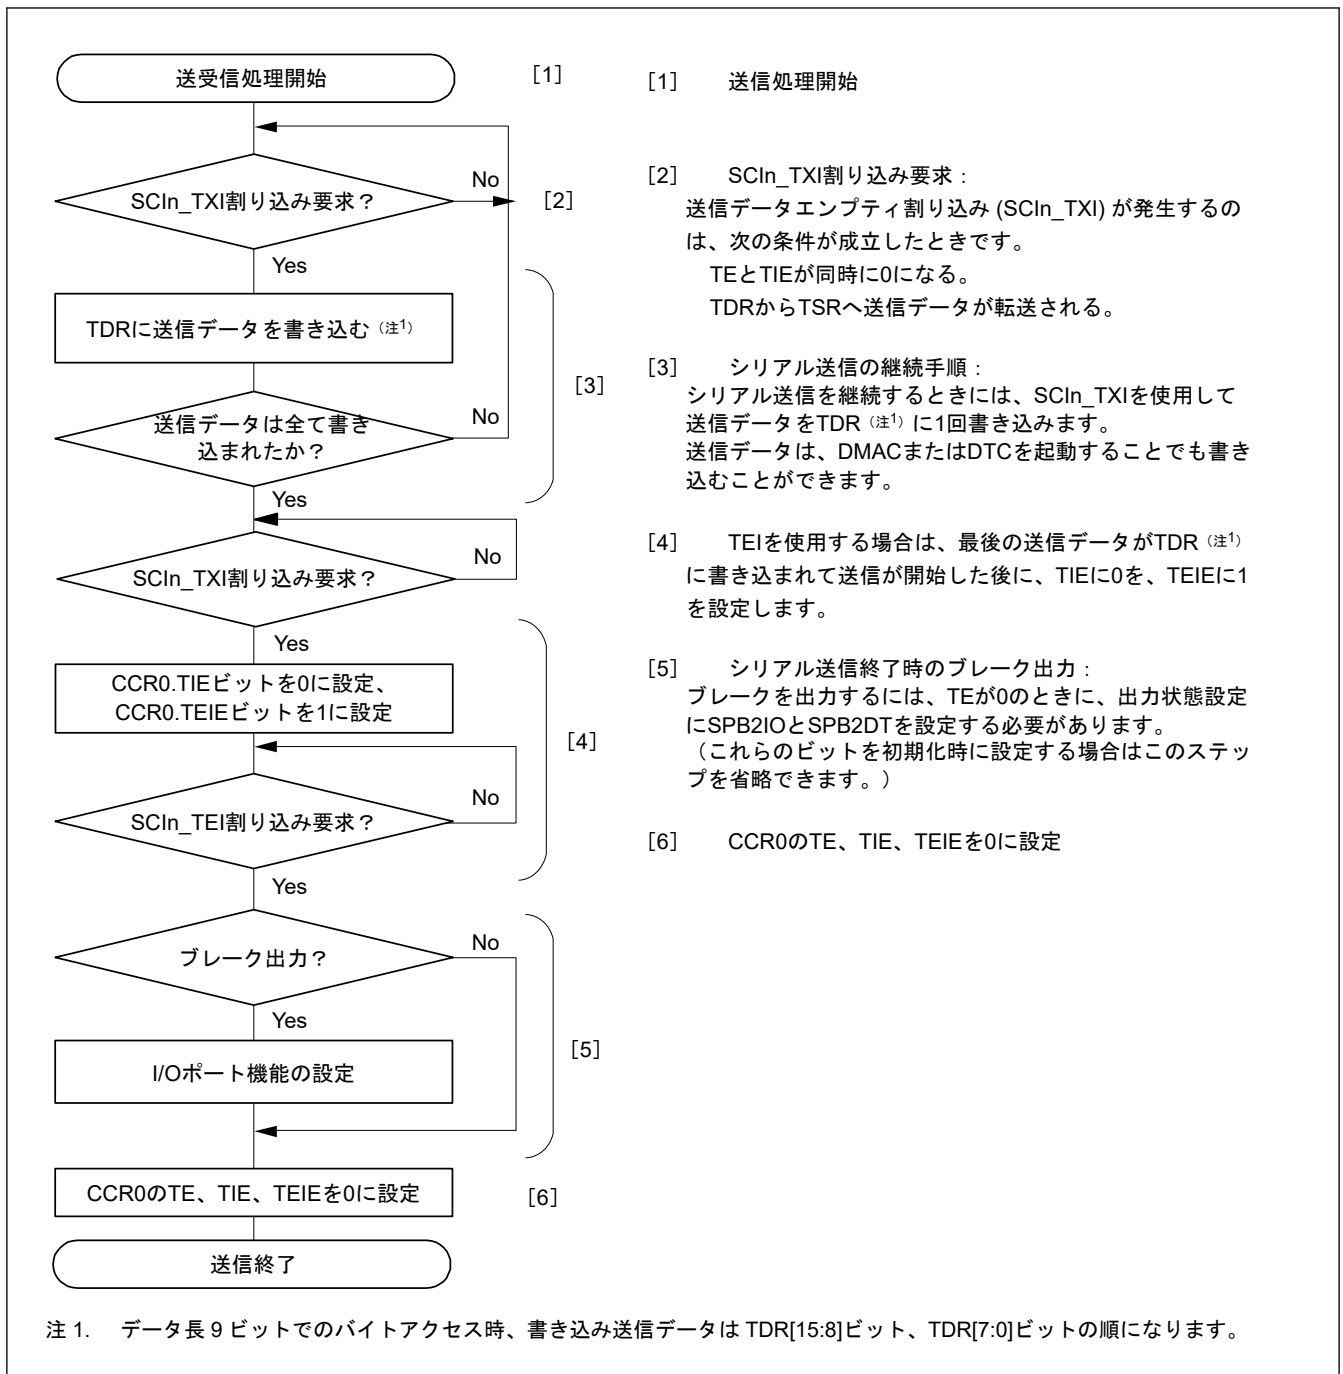 送受信処理開始
[1]
SCIn_TXI割り込み要求？
No
[2]
Yes
TDRに送信データを書き込む（注1）
[3]
送信データは全て書き
込まれたか？
No
Yes
SCIn_TXI割り込み要求？
No
Yes
CCR0.TIEビットを0に設定、
CCR0.TEIEビットを1に設定
[4]
SCIn_TEI割り込み要求？
No
Yes
ブレーク出力？
No
Yes
[5]
I/Oポート機能の設定
CCR0のTE、TIE、TEIEを0に設定
[6]
送信終了
[1] 送信処理開始
[2] SCIn_TXI割り込み要求：
送信データエンプティ割り込み (SCIn_TXI) が発生するの
は、次の条件が成立したときです。
TEとTIEが同時に0になる。
TDRからTSRへ送信データが転送される。
[3] シリアル送信の継続手順：
シリアル送信を継続するときには、SCIn_TXIを使用して
送信データをTDR（注1）に1回書き込みます。
送信データは、DMACまたはDTCを起動することでも書き
込むことができます。
[4] TEIを使用する場合は、最後の送信データがTDR（注1）
に書き込まれて送信が開始した後に、TIEに0を、TEIEに1
を設定します。
[5] シリアル送信終了時のブレーク出力：
ブレークを出力するには、TEが0のときに、出力状態設定
にSPB2IOとSPB2DTを設定する必要があります。
（これらのビットを初期化時に設定する場合はこのステッ
プを省略できます。）
[6] CCR0のTE、TIE、TEIEを0に設定
注 1. データ長 9 ビットでのバイトアクセス時、書き込み送信データは TDR[15:8]ビット、TDR[7:0]ビットの順になります。